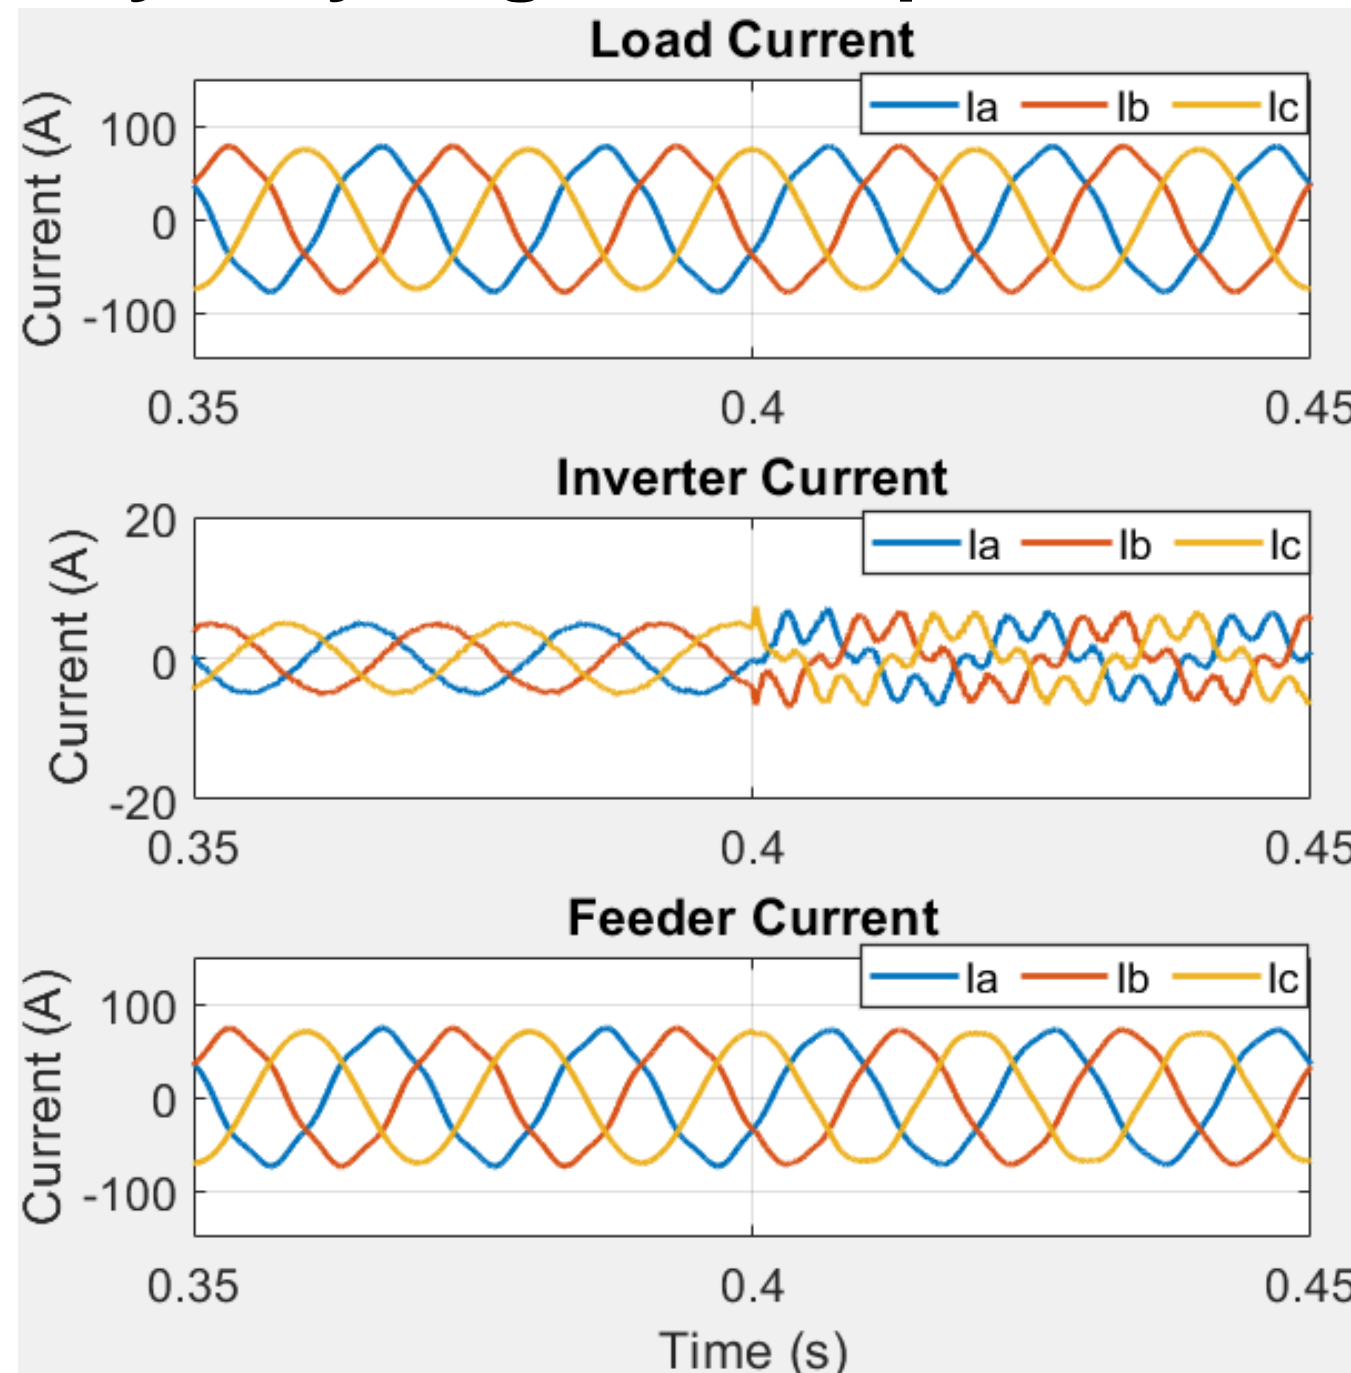 Load Current
Ia Ib Ic
Current (A)
100
0
-100
0.35 0.4 0.45
Inverter Current
Ia Ib Ic
Current (A)
20
0
-20
0.35 0.4 0.45
Feeder Current
Ia Ib Ic
Current (A)
100
0
-100
0.35 0.4 0.45
Time (s)